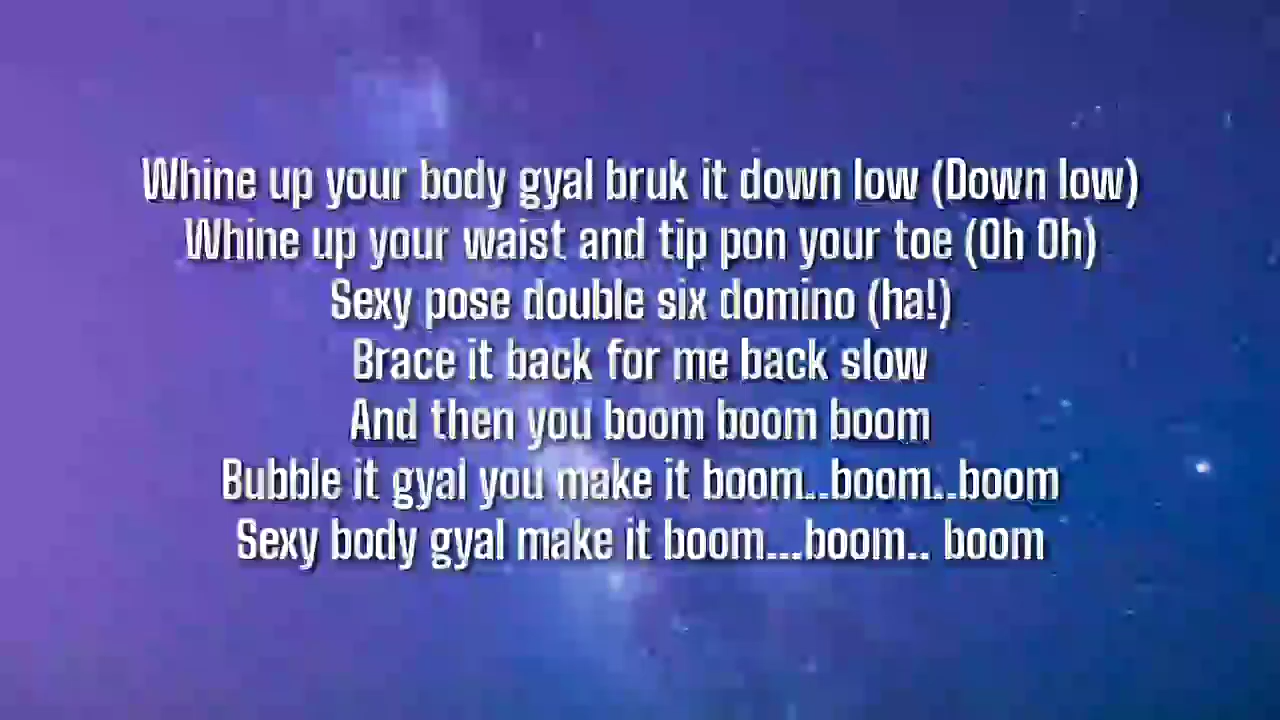 Whine up your body gyal bruk it down low (Down low)
Whine up your waist and tip pon your toe (Oh Oh)
Sexy pose double six domino (ha!)
Brace it back for me back slow
And then you boom boom boom
Bubble it gyal you make it boom..boom..boom
Sexy body gyal make it boom...boom.. boom